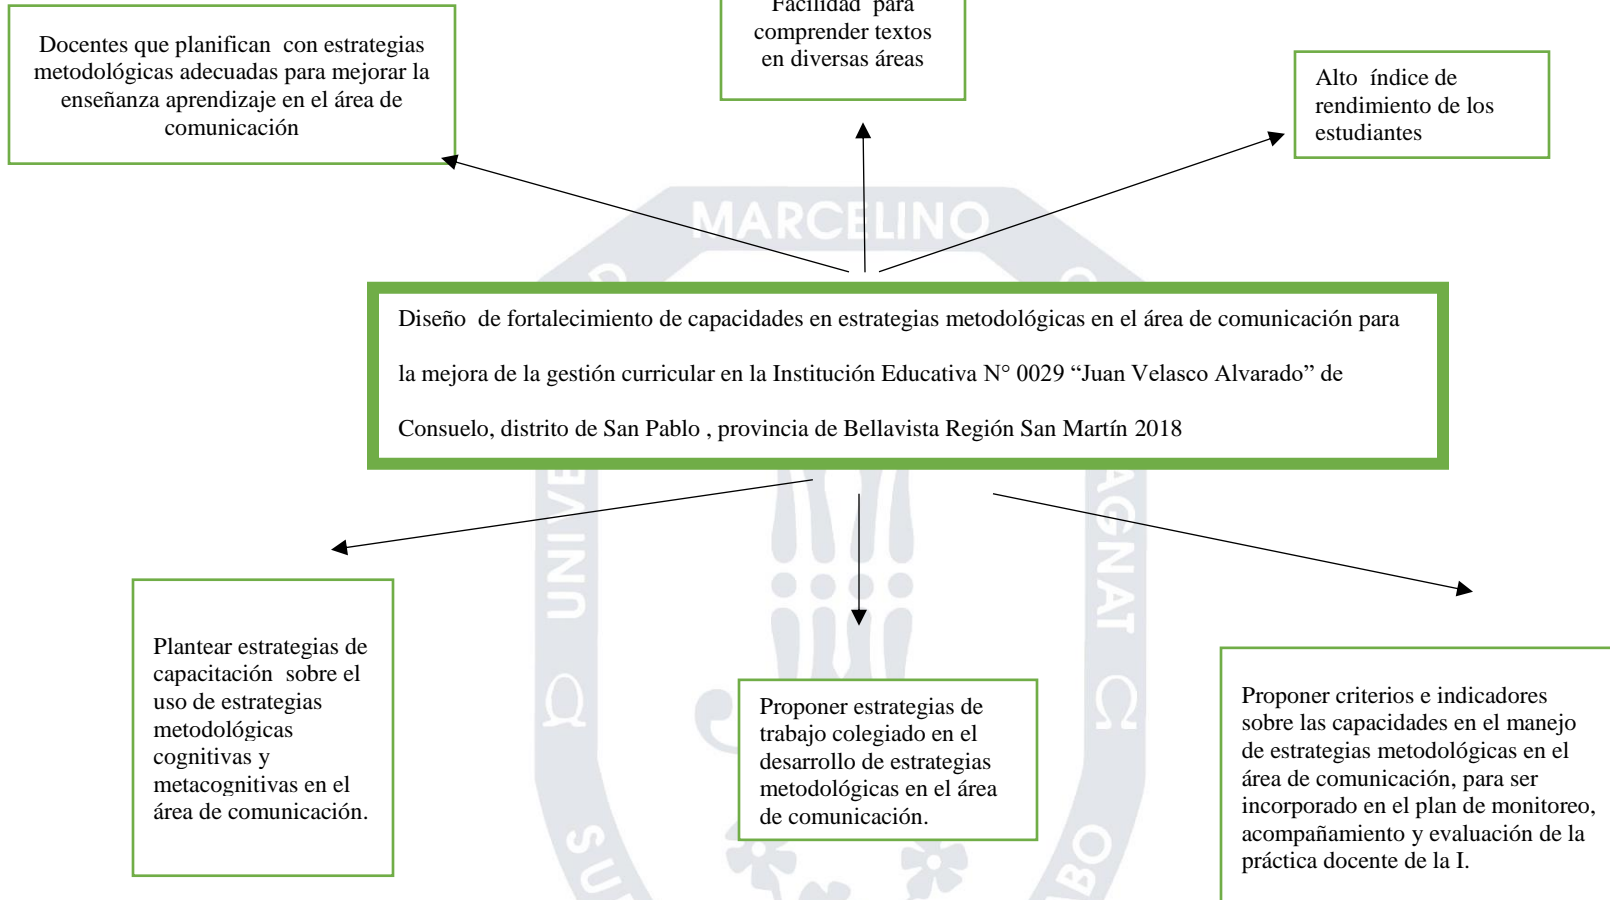 Facilidad para
comprender textos
en diversas áreas
Docentes que planifican con estrategias
metodológicas adecuadas para mejorar la
enseñanza aprendizaje en el área de
comunicación
Alto índice de
rendimiento de los
estudiantes
MARCELINO
Diseño de fortalecimiento de capacidades en estrategias metodológicas en el área de comunicación para
la mejora de la gestión curricular en la Institución Educativa N° 0029 “Juan Velasco Alvarado” de
Consuelo, distrito de San Pablo , provincia de Bellavista Región San Martín 2018
Plantear estrategias de
capacitación sobre el
uso de estrategias
metodológicas
cognitivas y
metacognitivas en el
área de comunicación.
Proponer estrategias de
trabajo colegiado en el
desarrollo de estrategias
metodológicas en el área
de comunicación.
Proponer criterios e indicadores
sobre las capacidades en el manejo
de estrategias metodológicas en el
área de comunicación, para ser
incorporado en el plan de monitoreo,
acompañamiento y evaluación de la
práctica docente de la I.